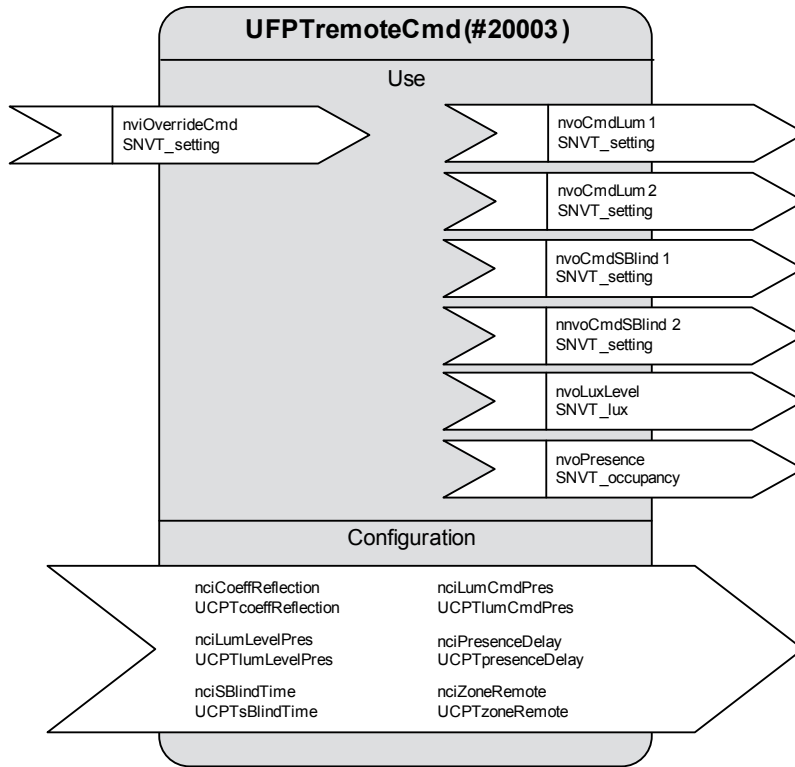 UFPTremoteCmd (#20003)
Use
nviOverrideCmd
SNVT_setting
nvoCmdLum 1
SNVT_setting
nvoCmdLum 2
SNVT_setting
nvoCmdSBlind 1
SNVT_setting
nnvoCmdSBlind 2
SNVT_setting
nvoLuxLevel
SNVT_lux
nvoPresence
SNVT_occupancy
Configuration
nciCoeffReflection
UCPTcoeffReflection
nciLumLevelPres
UCPTlumLevelPres
nciSBlindTime
UCPTsBlindTime
nciLumCmdPres
UCPTlumCmdPres
nciPresenceDelay
UCPTpresenceDelay
nciZoneRemote
UCPTzoneRemote